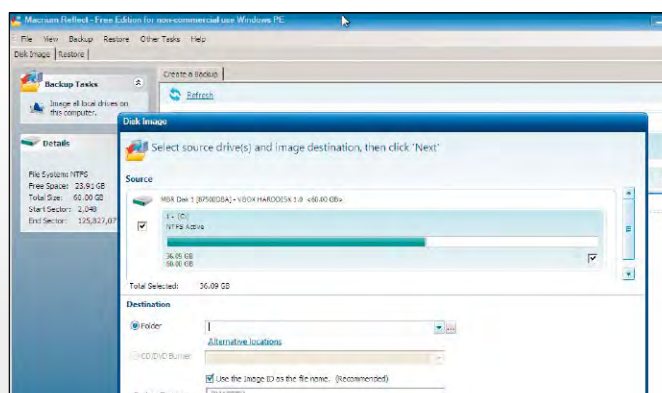 Macrium Reflect - Free Edition for non-commercial use Windows PE
File View Backup Restore Other Tasks Help
Disk Image Restore
Backup Tasks
Image all local drives on
this computer.
Details
File System: NTFS
Free Space: 23.91 GB
Total Size: 60.00 GB
Start Sector: 2,048
End Sector: 125,827,07
Create a Backup
Refresh
Disk Image
Select source drive(s) and image destination, then click 'Next'
Source
MBR Disk 1 - VBOX HARDDISK 1.0 <60.00 GB>
1 - (C:)
NTFS Active
36.09 GB
60.00 GB
Total Selected: 36.09 GB
Destination
Folder
Alternative locations
CD/DVD Burner
Use the Image ID as the file name. (Recommended)